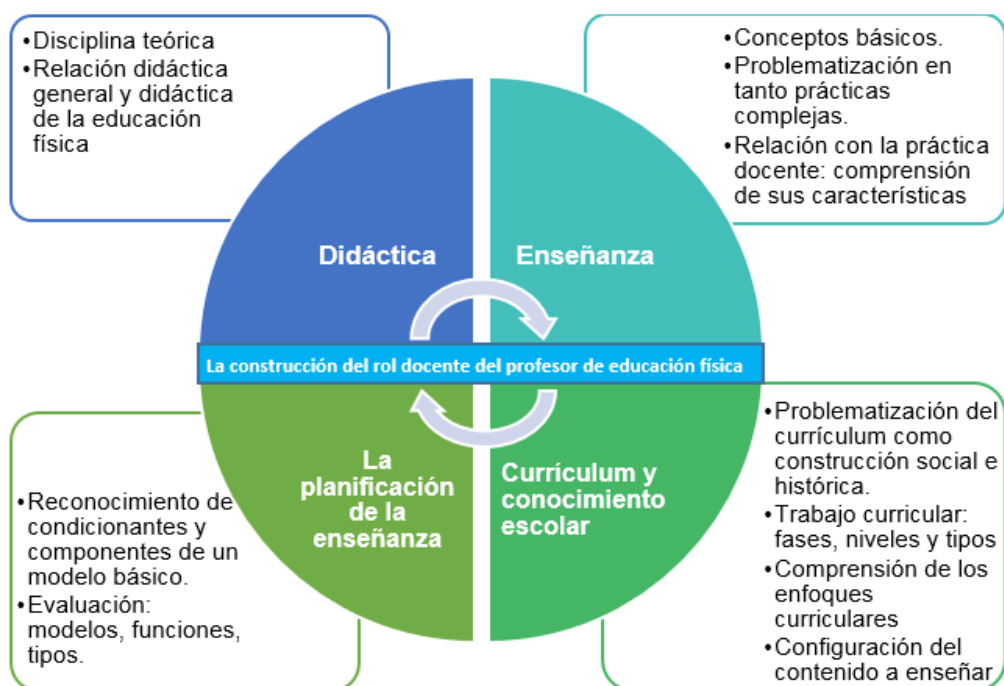 •Disciplina teórica
•Relación didáctica
general y didáctica
de la educación
física
•Conceptos básicos.
•Problematización en
tanto prácticas
complejas.
•Relación con la práctica
docente: comprensión
de sus características
Didáctica
Enseñanza
La construcción del rol docente del profesor de educación física
La
planificación
de la
enseñanza
Currículum y
conocimiento
escolar
•Reconocimiento de
condicionantes y
componentes de un
modelo básico.
•Evaluación:
modelos, funciones,
tipos.
•Problematización del
currículum como
construcción social e
histórica.
•Trabajo curricular:
fases, niveles y tipos
•Comprensión de los
enfoques
curriculares
•Configuración del
contenido a enseñar